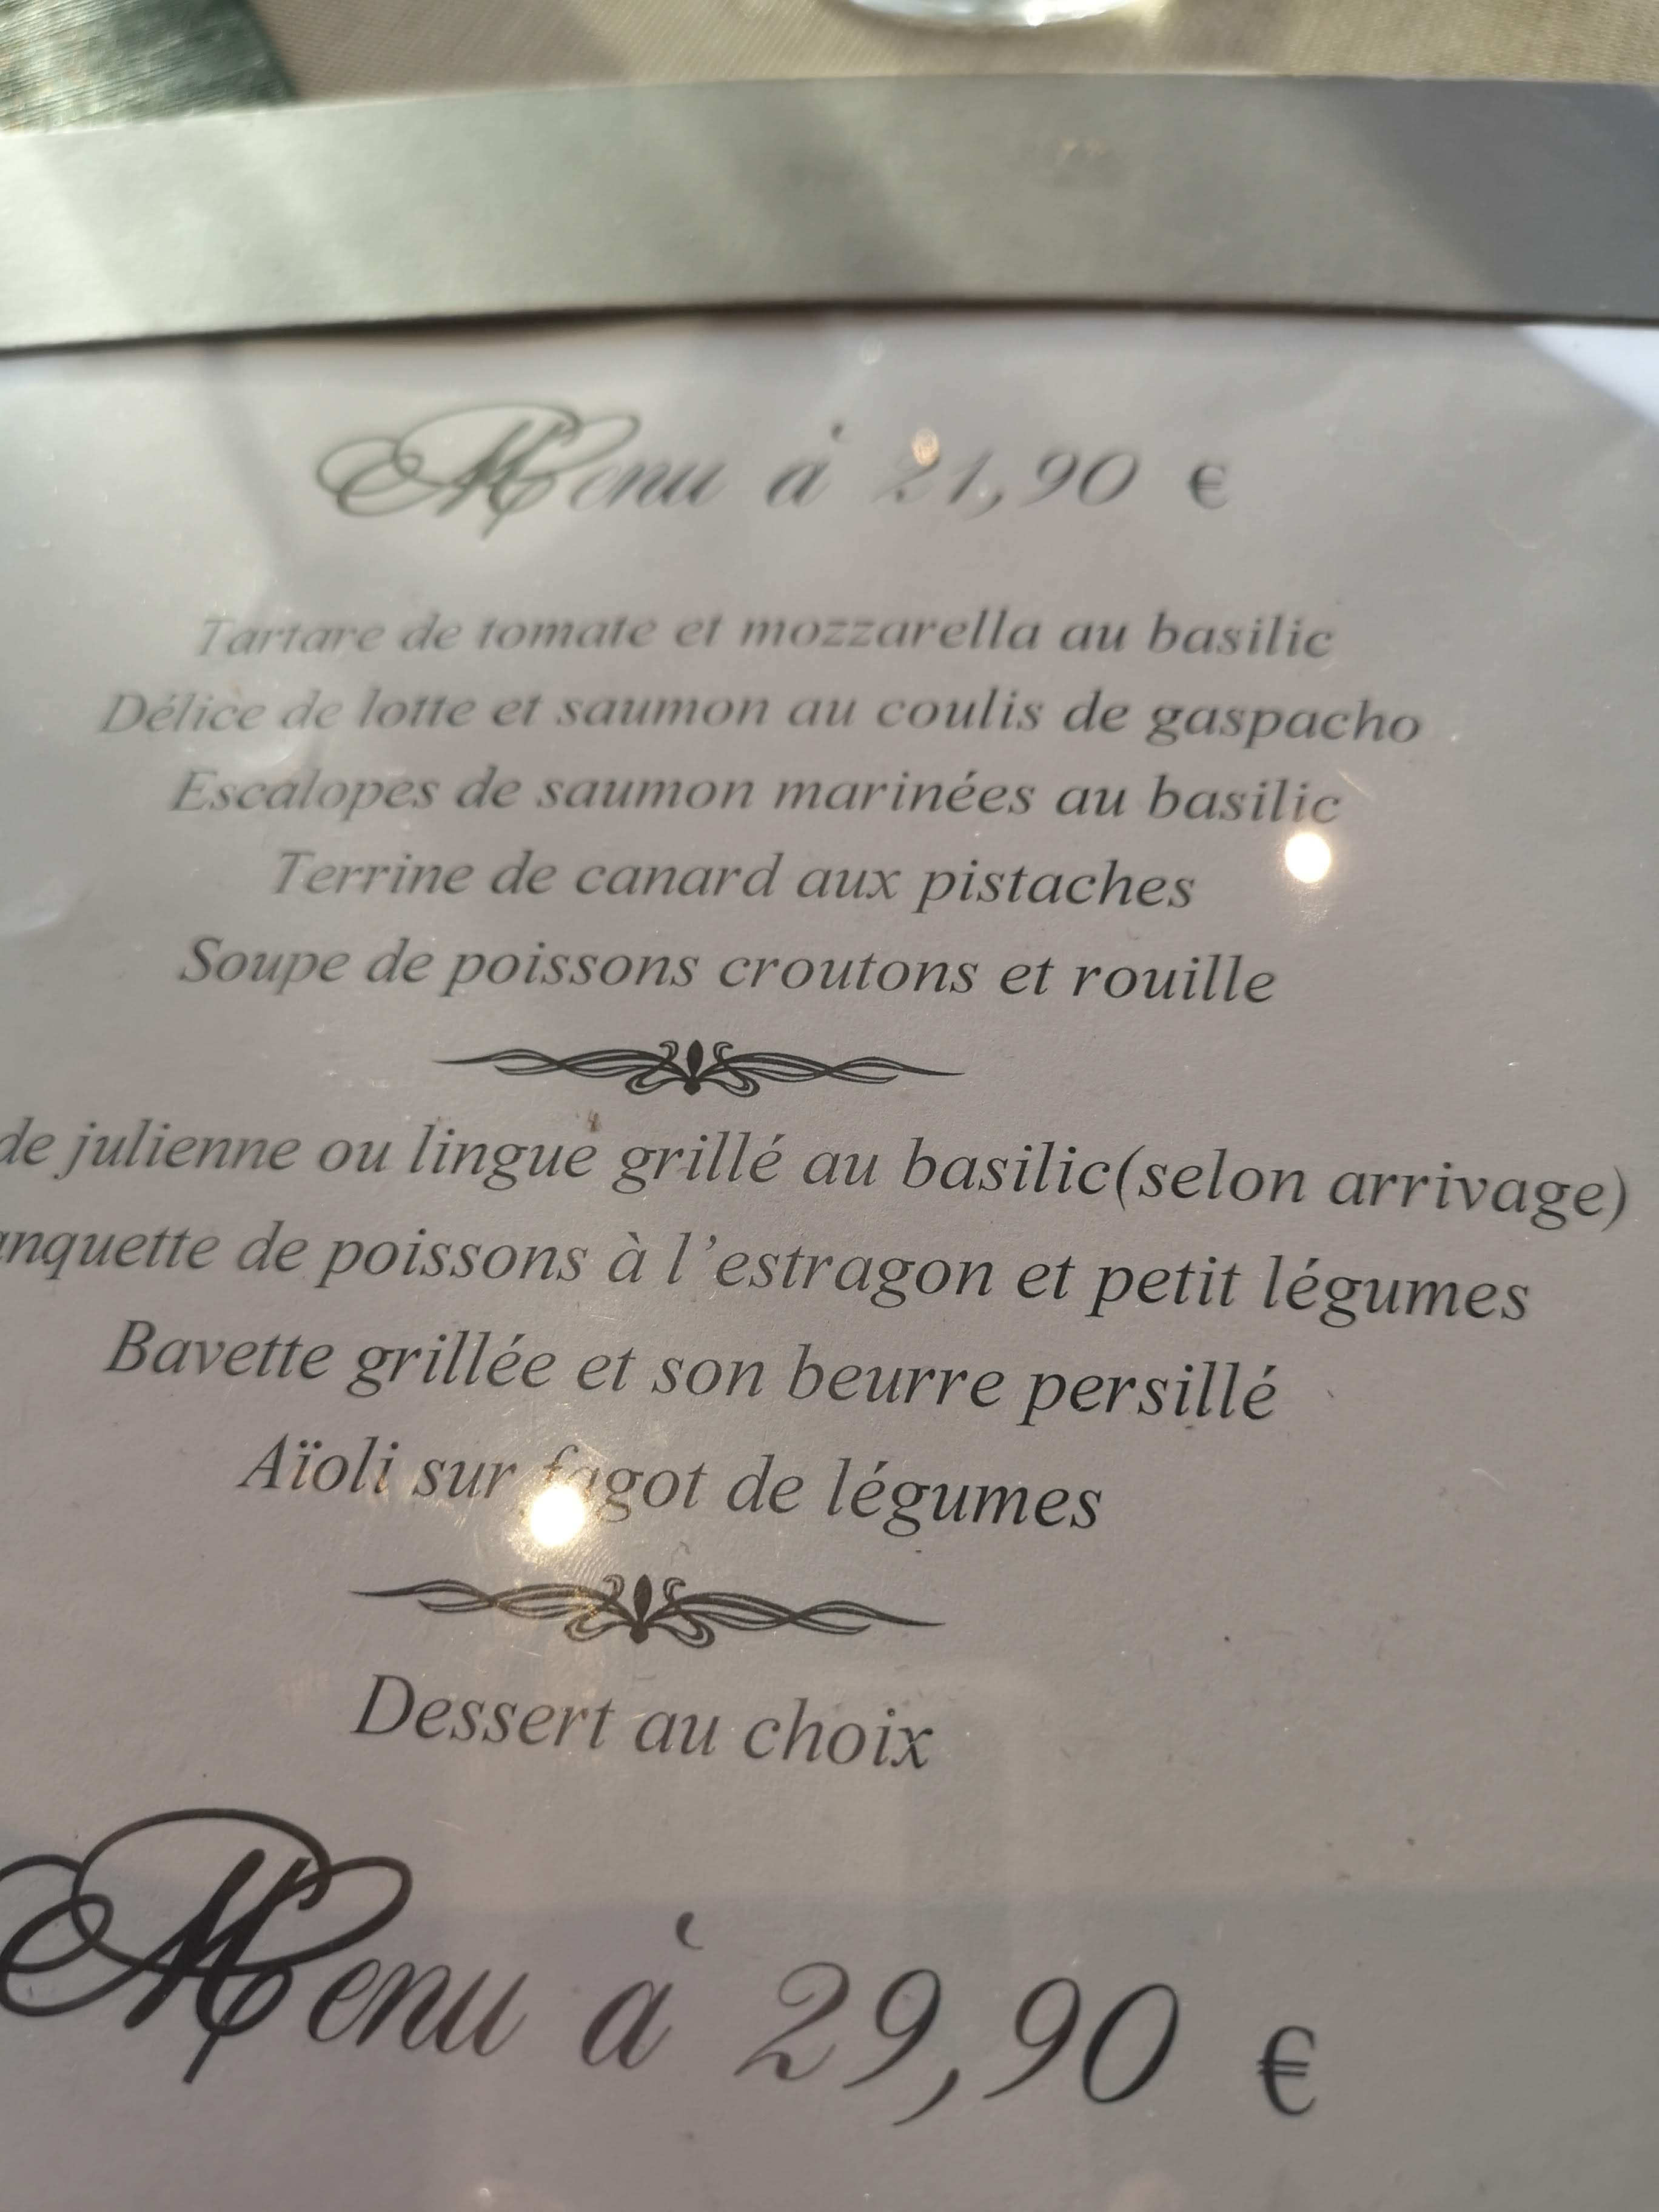 Menu à 21,90 €
Tartare de tomate et mozzarella au basilic
Délice de lotte et saumon au coulis de gaspacho
Escalopes de saumon marinées au basilic
Terrine de canard aux pistaches
Soupe de poissons croutons et rouille
de julienne ou lingue grillé au basilic(selon arrivage)
anquette de poissons à l'estragon et petit légumes
Bavette grillée et son beurre persillé
Aïoli sur fagot de légumes
Dessert au choix
Menu à 29,90 €